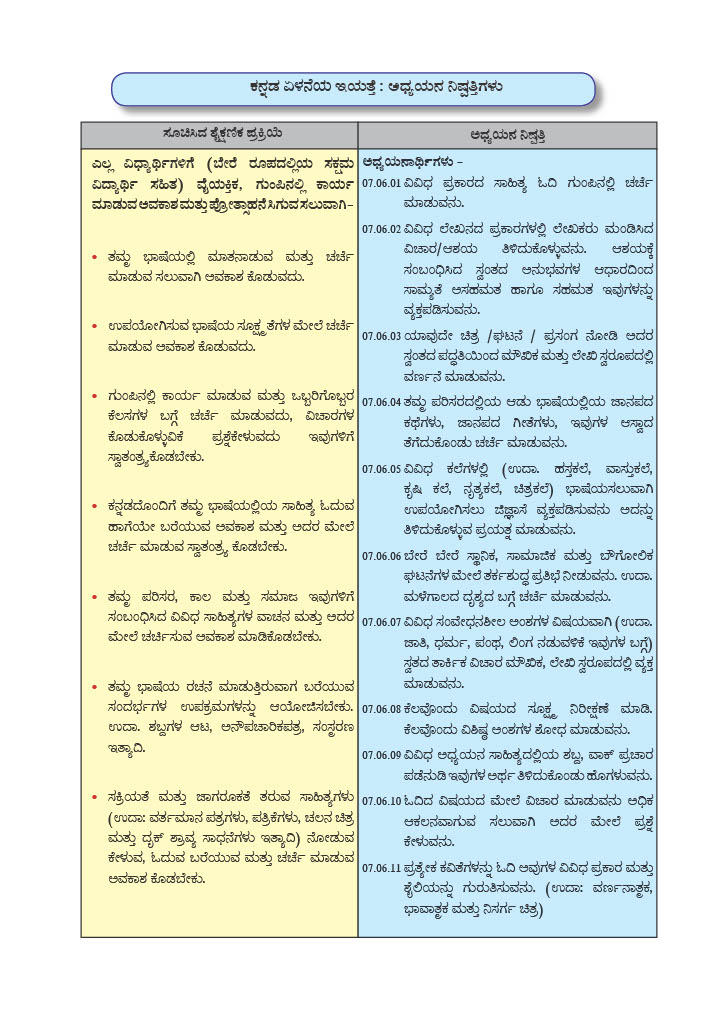 ಕನ್ನಡ ಏಳನೆಯ ಇಯತ್ತೆ : ಅಧ್ಯಯನ ನಿಷ್ಪತ್ತಿಗಳು
ಸೂಚಿಸಿದ ಶೈಕ್ಷಣಿಕ ಪ್ರಕ್ರಿಯೆ
ಎಲ್ಲ ವಿಧ್ಯಾರ್ಥಿಗಳಿಗೆ (ಬೇರೆ ರೂಪದಲ್ಲಿಯ ಸಕ್ಷಮ
ವಿದ್ಯಾರ್ಥಿ ಸಹಿತ) ವೈಯಕ್ತಿಕ, ಗುಂಪಿನಲ್ಲಿ ಕಾರ್ಯ
ಮಾಡುವ ಅವಕಾಶ ಮತ್ತು ಪ್ರೋತ್ಸಾಹನೆ ಸಿಗುವ ಸಲುವಾಗಿ–
• ತಮ್ಮ ಭಾಷೆಯಲ್ಲಿ ಮಾತನಾಡುವ ಮತ್ತು ಚರ್ಚೆ
ಮಾಡುವ ಸಲುವಾಗಿ ಅವಕಾಶ ಕೊಡುವದು.
• ಉಪಯೋಗಿಸುವ ಭಾಷೆಯ ಸೂಕ್ಷ್ಮತೆಗಳ ಮೇಲೆ ಚರ್ಚೆ
ಮಾಡುವ ಅವಕಾಶ ಕೊಡುವದು.
• ಗುಂಪಿನಲ್ಲಿ ಕಾರ್ಯ ಮಾಡುವ ಮತ್ತು ಒಬ್ಬರಿಗೊಬ್ಬರ
ಕೆಲಸಗಳ ಬಗ್ಗೆ ಚರ್ಚೆ ಮಾಡುವದು, ವಿಚಾರಗಳ
ಕೊಡುಕೊಳ್ಳುವಿಕೆ ಪ್ರಶ್ನೆಕೇಳುವದು ಇವುಗಳಿಗೆ
ಸ್ವಾತಂತ್ರ್ಯಕೊಡಬೇಕು.
• ಕನ್ನಡದೊಂದಿಗೆ ತಮ್ಮ ಭಾಷೆಯಲ್ಲಿಯ ಸಾಹಿತ್ಯ ಓದುವ
ಹಾಗೆಯೇ ಬರೆಯುವ ಅವಕಾಶ ಮತ್ತು ಅದರ ಮೇಲೆ
ಚರ್ಚೆ ಮಾಡುವ ಸ್ವಾತಂತ್ರ್ಯ ಕೊಡಬೇಕು.
• ತಮ್ಮ ಪರಿಸರ, ಕಾಲ ಮತ್ತು ಸಮಾಜ ಇವುಗಳಿಗೆ
ಸಂಬಂಧಿಸಿದ ವಿವಿಧ ಸಾಹಿತ್ಯಗಳ ವಾಚನ ಮತ್ತು ಅದರ
ಮೇಲೆ ಚರ್ಚಿಸುವ ಅವಕಾಶ ಮಾಡಿಕೊಡಬೇಕು.
• ತಮ್ಮ ಭಾಷೆಯ ರಚನೆ ಮಾಡುತ್ತಿರುವಾಗ ಬರೆಯುವ
ಸಂದರ್ಭಗಳ ಉಪಕ್ರಮಗಳನ್ನು ಆಯೋಜಿಸಬೇಕು.
ಉದಾ. ಶಬ್ದಗಳ ಆಟ, ಅನೌಪಚಾರಿಕಪತ್ರ, ಸಂಸ್ಮರಣ
ಇತ್ಯಾದಿ.
• ಸಕ್ರಿಯತೆ ಮತ್ತು ಜಾಗರೂಕತೆ ತರುವ ಸಾಹಿತ್ಯಗಳು
(ಉದಾ: ವರ್ತಮಾನ ಪತ್ರಗಳು, ಪತ್ರಿಕೆಗಳು, ಚಲನ ಚಿತ್ರ
ಮತ್ತು ದೃಕ್ ಶ್ರಾವ್ಯ ಸಾಧನೆಗಳು ಇತ್ಯಾದಿ) ನೋಡುವ
ಕೇಳುವ, ಓದುವ ಬರೆಯುವ ಮತ್ತು ಚರ್ಚೆ ಮಾಡುವ
ಅವಕಾಶ ಕೊಡಬೇಕು.
ಅಧ್ಯಯನ ನಿಷ್ಪತ್ತಿ
ಅಧ್ಯಯನಾರ್ಥಿಗಳು –
07.06.01 ವಿವಿಧ ಪ್ರಕಾರದ ಸಾಹಿತ್ಯ ಓದಿ ಗುಂಪಿನಲ್ಲಿ ಚರ್ಚೆ
ಮಾಡುವನು.
07.06.02 ವಿವಿಧ ಲೇಖನದ ಪ್ರಕಾರಗಳಲ್ಲಿ ಲೇಖಕರು ಮಂಡಿಸಿದ
ವಿಚಾರ/ಆಶಯ ತಿಳಿದುಕೊಳ್ಳುವನು. ಆಶಯಕ್ಕೆ
ಸಂಬಂಧಿಸಿದ ಸ್ವಂತದ ಅನುಭವಗಳ ಆಧಾರದಿಂದ
ಸಾಮ್ಯತೆ ಅಸಹಮತ ಹಾಗೂ ಸಹಮತ ಇವುಗಳನ್ನು
ವ್ಯಕ್ತಪಡಿಸುವನು.
07.06.03 ಯಾವುದೇ ಚಿತ್ರ /ಘಟನೆ / ಪ್ರಸಂಗ ನೋಡಿ ಅದರ
ಸ್ವಂತದ ಪದ್ಧತಿಯಿಂದ ಮೌಖಿಕ ಮತ್ತು ಲೇಖಿ ಸ್ವರೂಪದಲ್ಲಿ
ವರ್ಣನೆ ಮಾಡುವನು.
07.06.04 ತಮ್ಮ ಪರಿಸರದಲ್ಲಿಯ ಆಡು ಭಾಷೆಯಲ್ಲಿಯ ಜಾನಪದ
ಕಥೆಗಳು, ಜಾನಪದ ಗೀತೆಗಳು, ಇವುಗಳ ಆಸ್ವಾದ
ತೆಗೆದುಕೊಂಡು ಚರ್ಚೆ ಮಾಡುವನು.
07.06.05 ವಿವಿಧ ಕಲೆಗಳಲ್ಲಿ (ಉದಾ. ಹಸ್ತಕಲೆ, ವಾಸ್ತುಕಲೆ,
ಕೃಷಿ ಕಲೆ, ನೃತ್ಯಕಲೆ, ಚಿತ್ರಕಲೆ) ಭಾಷೆಯಸಲುವಾಗಿ
ಉಪಯೋಗಿಸಲು ಜಿಜ್ಞಾಸೆ ವ್ಯಕ್ತಪಡಿಸುವನು ಅದನ್ನು
ತಿಳಿದುಕೊಳ್ಳುವ ಪ್ರಯತ್ನ ಮಾಡುವನು.
07.06.06 ಬೇರೆ ಬೇರೆ ಸ್ಥಾನಿಕ, ಸಾಮಾಜಿಕ ಮತ್ತು ಬೌಗೋಲಿಕ
ಘಟನೆಗಳ ಮೇಲೆ ತರ್ಕಶುದ್ಧ ಪ್ರತಿಭೆ ನೀಡುವನು. ಉದಾ.
ಮಳೆಗಾಲದ ದೃಶ್ಯದ ಬಗ್ಗೆ ಚರ್ಚೆ ಮಾಡುವನು.
07.06.07 ವಿವಿಧ ಸಂವೇಧನಶೀಲ ಅಂಶಗಳ ವಿಷಯವಾಗಿ (ಉದಾ.
ಜಾತಿ, ಧರ್ಮ, ಪಂಥ, ಲಿಂಗ ನಡುವಳಿಕೆ ಇವುಗಳ ಬಗ್ಗೆ)
ಸ್ವತದ ತಾರ್ಕಿಕ ವಿಚಾರ ಮೌಖಿಕ, ಲೇಖಿ ಸ್ವರೂಪದಲ್ಲಿ ವ್ಯಕ್ತ
ಮಾಡುವನು.
07.06.08 ಕೆಲವೊಂದು ವಿಷಯದ ಸೂಕ್ಷ್ಮ ನಿರೀಕ್ಷಣೆ ಮಾಡಿ.
ಕೆಲವೊಂದು ವಿಶಿಷ್ಠ ಅಂಶಗಳ ಶೋಧ ಮಾಡುವನು.
07.06.09 ವಿವಿಧ ಅಧ್ಯಯನ ಸಾಹಿತ್ಯದಲ್ಲಿಯ ಶಬ್ದ, ವಾಕ್ ಪ್ರಚಾರ
ಪಡೆನುಡಿ ಇವುಗಳ ಅರ್ಥ ತಿಳಿದುಕೊಂಡು ಹೊಗಳುವನು.
07.06.10 ಓದಿದ ವಿಷಯದ ಮೇಲೆ ವಿಚಾರ ಮಾಡುವನು ಅಧಿಕ
ಆಕಲನವಾಗುವ ಸಲುವಾಗಿ ಅದರ ಮೇಲೆ ಪ್ರಶ್ನೆ
ಕೇಳುವನು.
07.06.11 ಪ್ರತ್ಯೇಕ ಕವಿತೆಗಳನ್ನು ಓದಿ ಅವುಗಳ ವಿವಿಧ ಪ್ರಕಾರ ಮತ್ತು
ಶೈಲಿಯನ್ನು ಗುರುತಿಸುವನು. (ಉದಾ: ವರ್ಣನಾತ್ಮಕ,
ಭಾವಾತ್ಮಕ ಮತ್ತು ನಿಸರ್ಗ ಚಿತ್ರ)